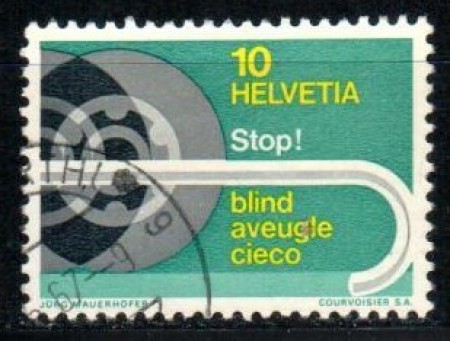 10
HELVETIA
Stop!
blind
aveugle
cieco
COURVOISIER S.A.